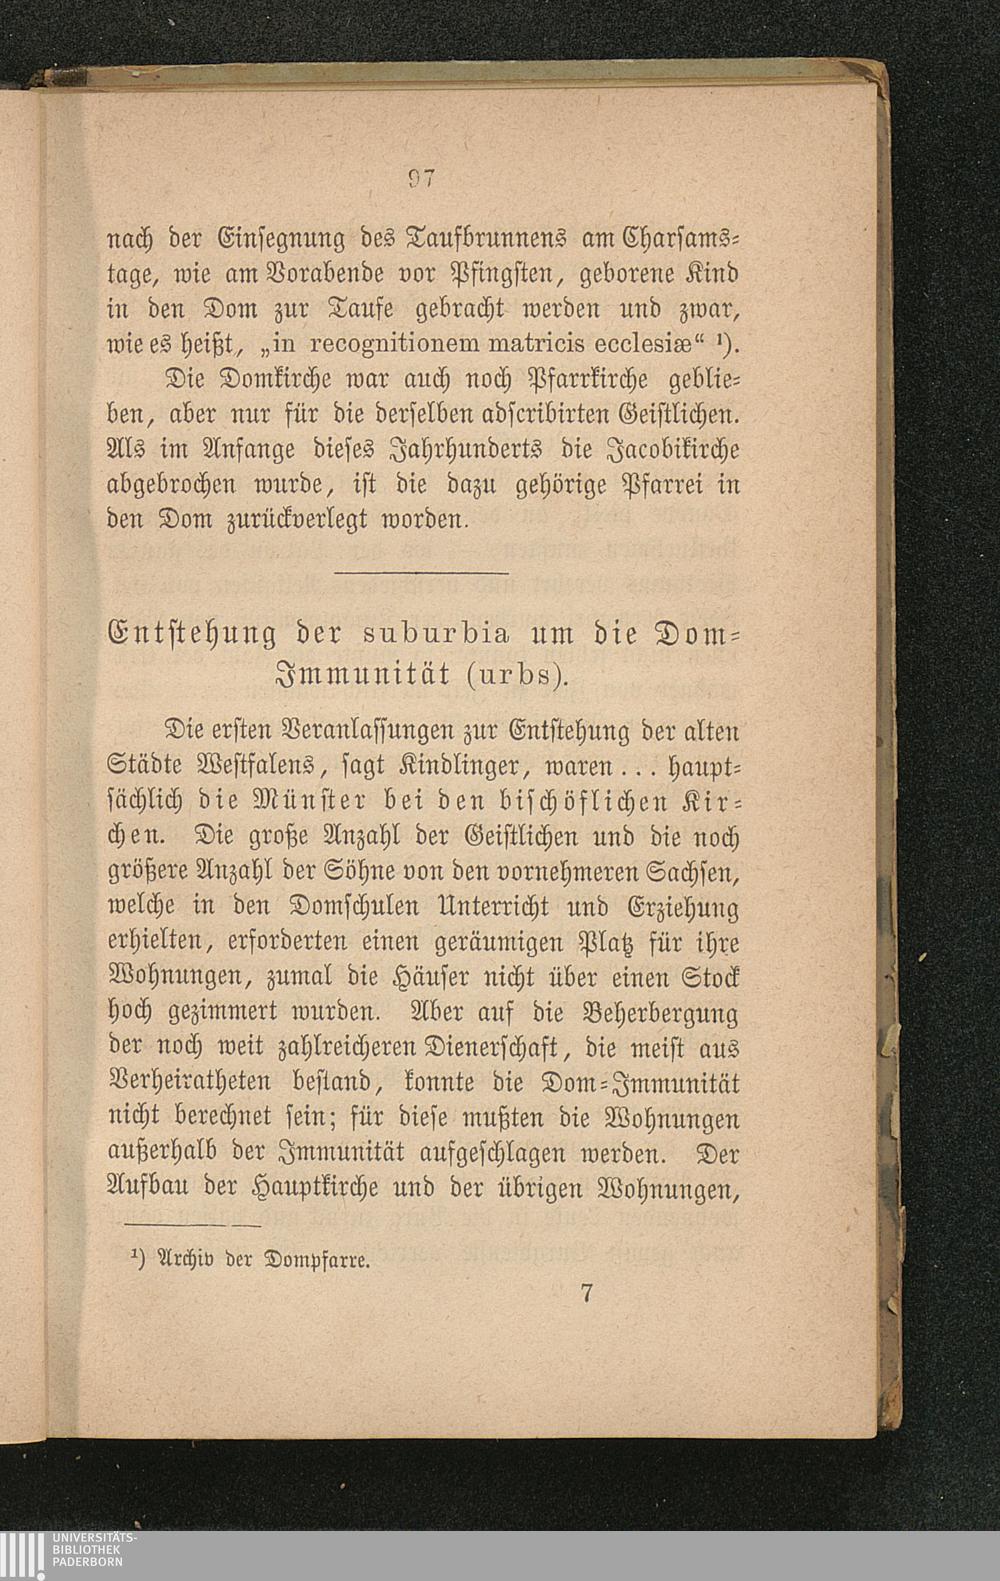 97
nach der Einsegnung des Taufbrunnens am Charsams-
tage, wie am Vorabende vor Pfingsten, geborene Kind
in den Dom zur Taufe gebracht werden und zwar,
wie es heißt, „in recognitionem matricis ecclesiæ“ ¹).
Die Domkirche war auch noch Pfarrkirche geblie-
ben, aber nur für die derselben adscribirten Geistlichen.
Als im Anfange dieses Jahrhunderts die Jacobikirche
abgebrochen wurde, ist die dazu gehörige Pfarrei in
den Dom zurückverlegt worden.
Entstehung der suburbia um die Dom-
Immunität (urbs).
Die ersten Veranlassungen zur Entstehung der alten
Städte Westfalens, sagt Kindlinger, waren... haupt-
sächlich die Münster bei den bischöflichen Kir-
chen. Die große Anzahl der Geistlichen und die noch
größere Anzahl der Söhne von den vornehmeren Sachsen,
welche in den Domschulen Unterricht und Erziehung
erhielten, erforderten einen geräumigen Platz für ihre
Wohnungen, zumal die Häuser nicht über einen Stock
hoch gezimmert wurden. Aber auf die Beherbergung
der noch weit zahlreicheren Dienerschaft, die meist aus
Verheiratheten bestand, konnte die Dom-Immunität
nicht berechnet sein; für diese mußten die Wohnungen
außerhalb der Immunität aufgeschlagen werden. Der
Aufbau der Hauptkirche und der übrigen Wohnungen,
¹) Archiv der Dompfarre.
7
UNIVERSITÄTS-
BIBLIOTHEK
PADERBORN